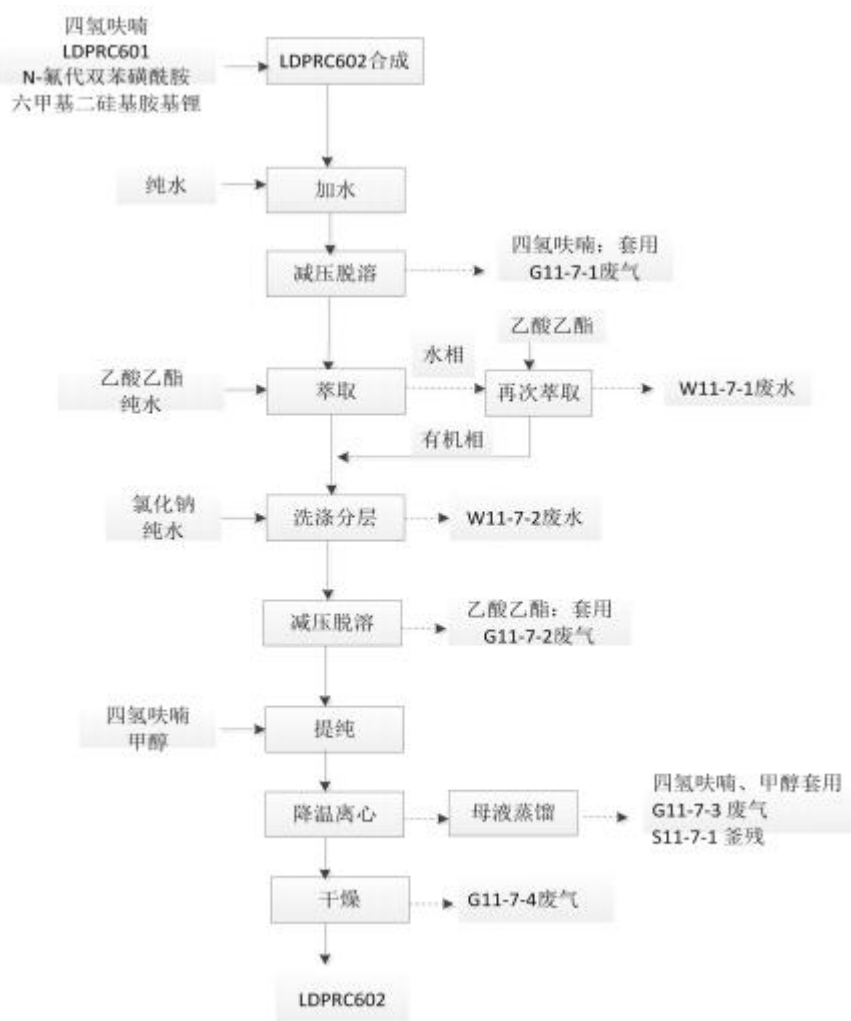 四氢呋喃
LDPRC601
N-氟代双苯磺酰胺
六甲基二硅基胺基锂
LDPRC602合成
纯水
加水
减压脱溶
四氢呋喃：套用
G11-7-1废气
乙酸乙酯
水相
乙酸乙酯
纯水
萃取
再次萃取
W11-7-1废水
有机相
氯化钠
纯水
洗涤分层
W11-7-2废水
减压脱溶
乙酸乙酯：套用
G11-7-2废气
四氢呋喃
甲醇
提纯
降温离心
母液蒸馏
四氢呋喃、甲醇套用
G11-7-3 废气
S11-7-1 釜残
干燥
G11-7-4废气
LDPRC602